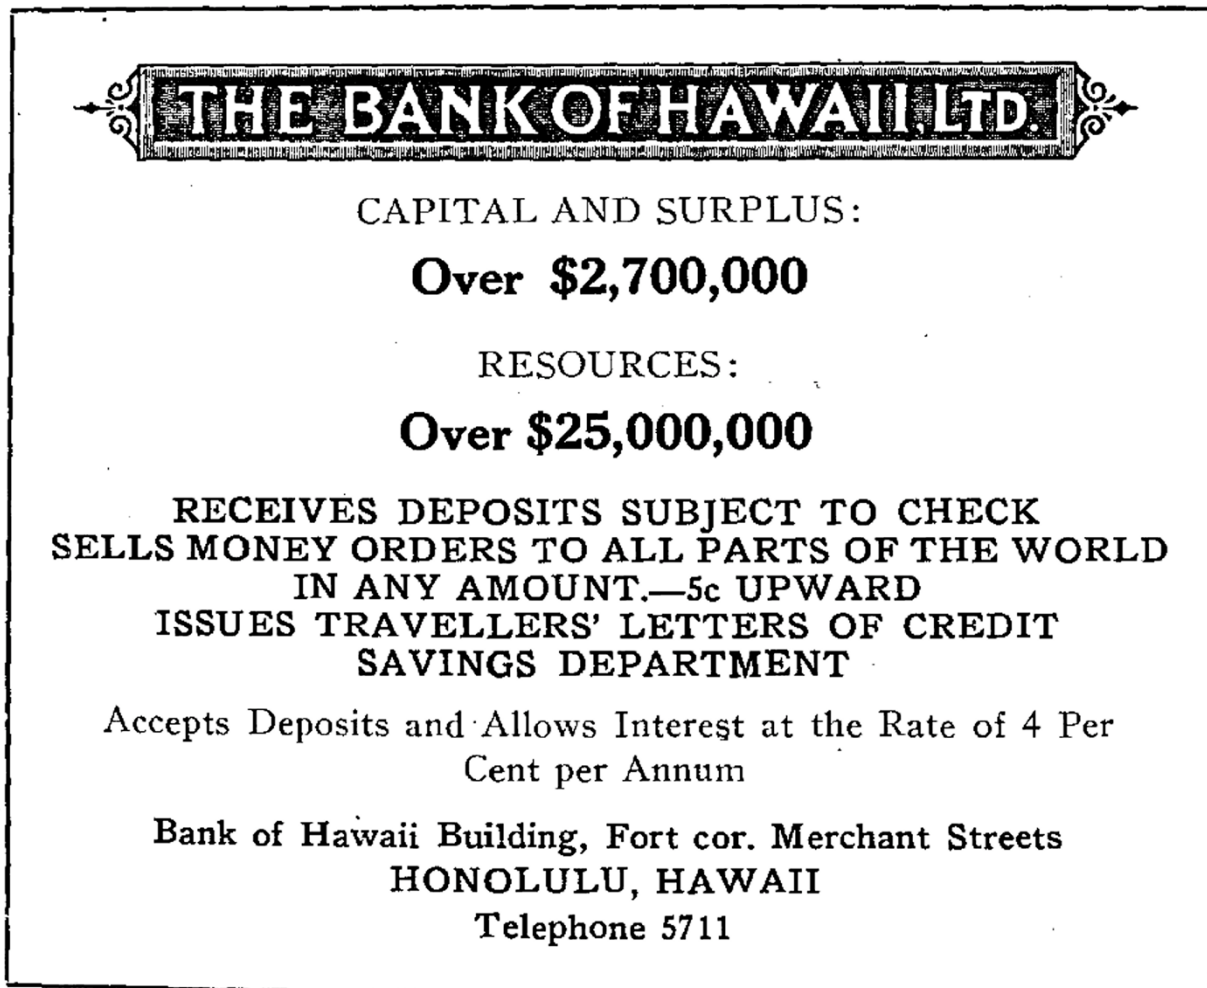 THE BANK OF HAWAII, LTD.
CAPITAL AND SURPLUS:
Over $2,700,000
RESOURCES:
Over $25,000,000
RECEIVES DEPOSITS SUBJECT TO CHECK
SELLS MONEY ORDERS TO ALL PARTS OF THE WORLD
IN ANY AMOUNT.—5c UPWARD
ISSUES TRAVELLERS' LETTERS OF CREDIT
SAVINGS DEPARTMENT
Accepts Deposits and Allows Interest at the Rate of 4 Per
Cent per Annum
Bank of Hawaii Building, Fort cor. Merchant Streets
HONOLULU, HAWAII
Telephone 5711